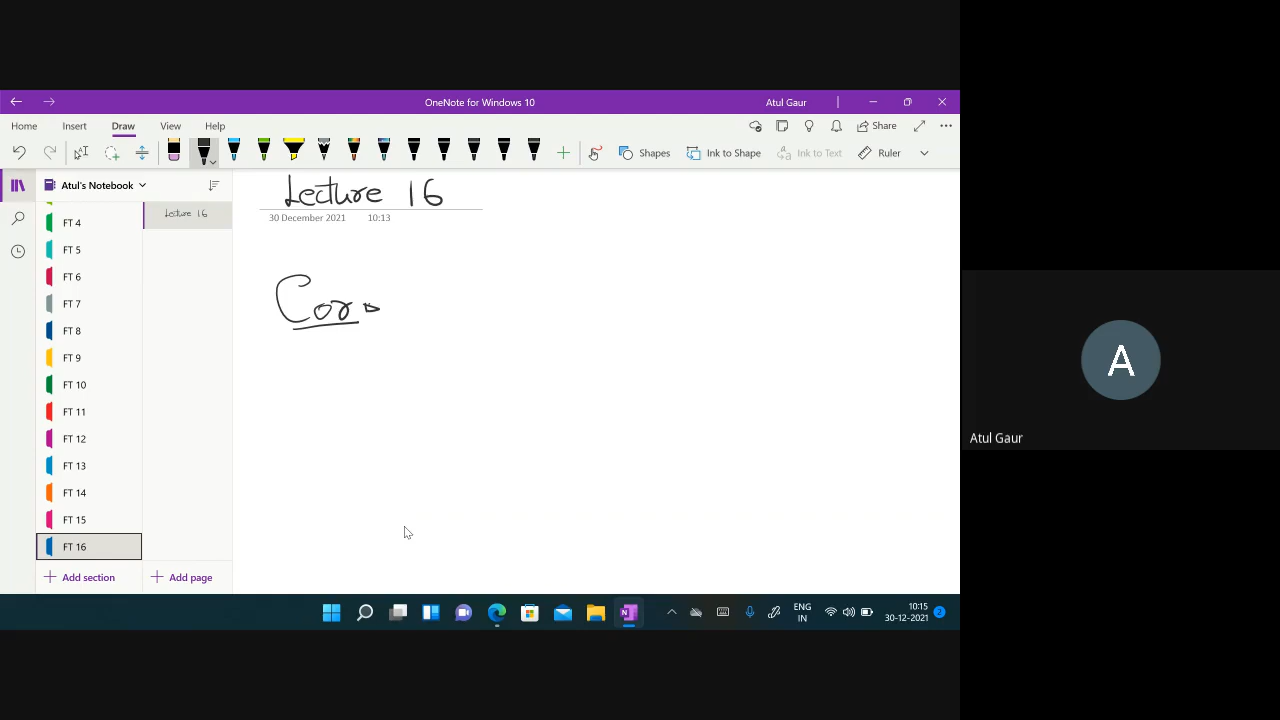 OneNote for Windows 10
Atul Gaur
Home Insert Draw View Help
Share
Shapes Ink to Shape Ink to Text Ruler
Atul's Notebook
Lecture 16
Lecture 16
30 December 2021 10:13
Cor
FT 4
FT 5
FT 6
FT 7
FT 8
FT 9
FT 10
FT 11
FT 12
FT 13
FT 14
FT 15
FT 16
Add section
Add page
ENG
IN
10:15
30-12-2021
2
A
Atul Gaur